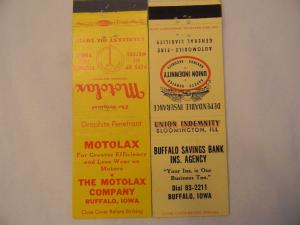 The Original
Motolax
Graphite Penetrant
MOTOLAX
For Greater Efficiency
and Less Wear on
Motors
THE MOTOLAX
COMPANY
BUFFALO, IOWA
Close Cover Before Striking
AUTOMOBILE - FIRE
GENERAL LIABILITY
UNION INDEMNITY
DEPENDABLE INSURANCE
UNION INDEMNITY
BLOOMINGTON, ILL
BUFFALO SAVINGS BANK
INS. AGENCY
"Your Ins. is Our
Business Too."
Dial 83-2211
BUFFALO, IOWA